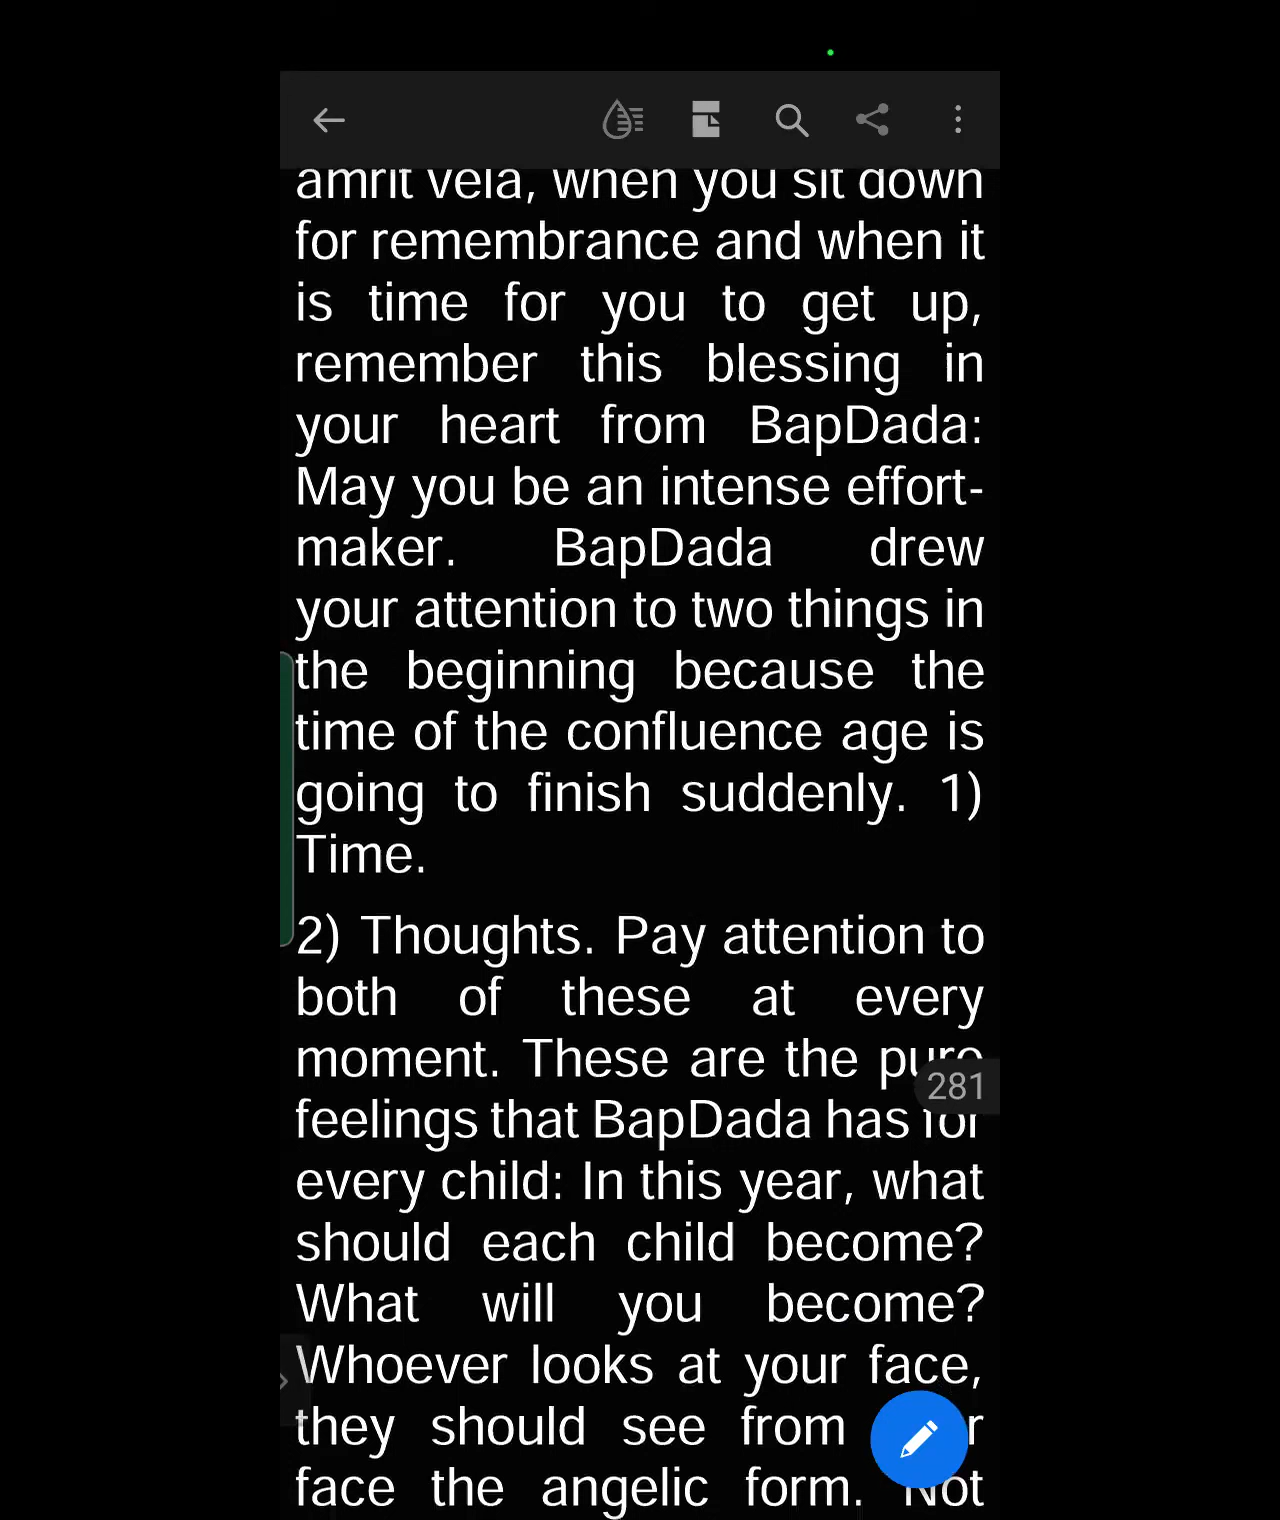 amrit vela, when you sit down
for remembrance and when it
is time for you to get up,
remember this blessing in
your heart from BapDada:
May you be an intense effort-
maker. BapDada drew
your attention to two things in
the beginning because the
time of the confluence age is
going to finish suddenly. 1)
Time.
2) Thoughts. Pay attention to
both of these at every
moment. These are the pure
281
feelings that BapDada has for
every child: In this year, what
should each child become?
What will you become?
Whoever looks at your face,
they should see from
face the angelic form. Not